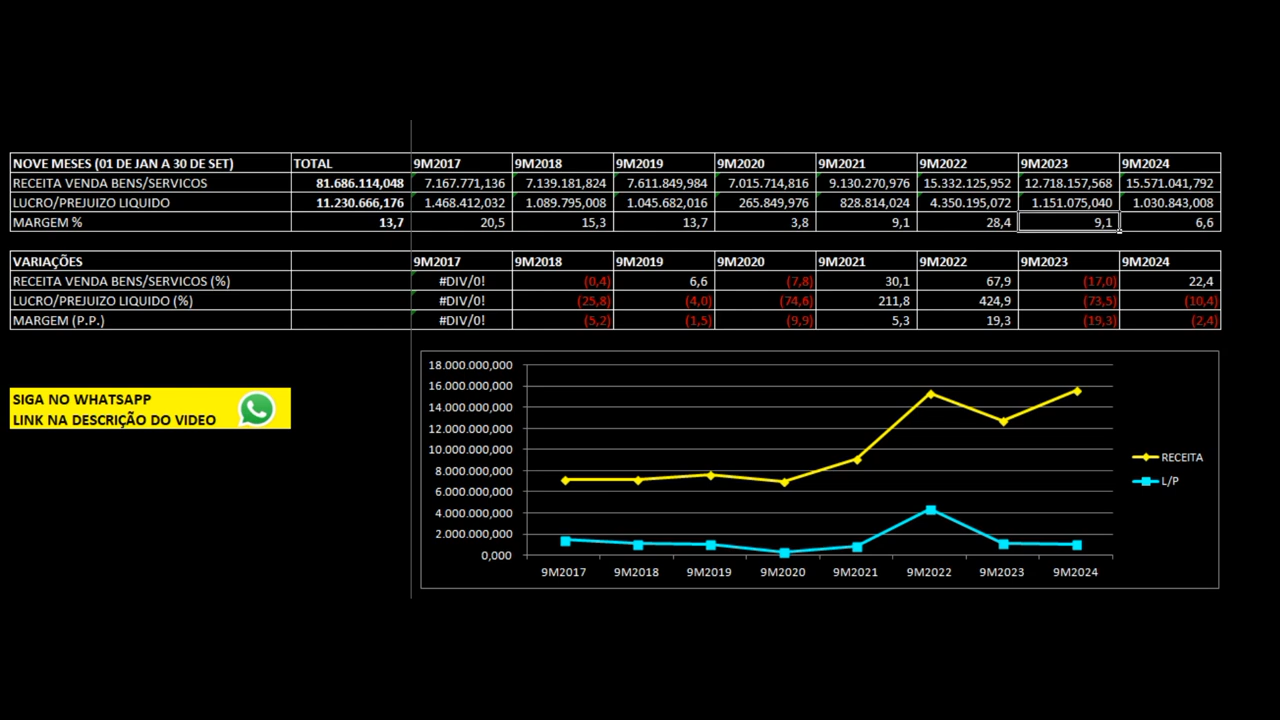 NOVE MESES (01 DE JAN A 30 DE SET) TOTAL 9M2017 9M2018 9M2019 9M2020 9M2021 9M2022 9M2023 9M2024
RECEITA VENDA BENS/SERVICOS 81.686.114,048 7.167.771,136 7.139.181,824 7.611.849,984 7.015.714,816 9.130.270,976 15.332.125,952 12.718.157,568 15.571.041,792
LUCRO/PREJUIZO LIQUIDO 11.230.666,176 1.468.412,032 1.089.795,008 1.045.682,016 265.849,976 828.814,024 4.350.195,072 1.151.075,040 1.030.843,008
MARGEM % 13,7 20,5 15,3 13,7 3,8 9,1 28,4 9,1 6,6
VARIAÇÕES 9M2017 9M2018 9M2019 9M2020 9M2021 9M2022 9M2023 9M2024
RECEITA VENDA BENS/SERVICOS (%) #DIV/0! (0,4) 6,6 (7,8) 30,1 67,9 (17,0) 22,4
LUCRO/PREJUIZO LIQUIDO (%) #DIV/0! (25,8) (4,0) (74,6) 211,8 424,9 (73,5) (10,4)
MARGEM (P.P.) #DIV/0! (5,2) (1,5) (9,9) 5,3 19,3 (19,3) (2,4)
SIGA NO WHATSAPP
LINK NA DESCRIÇÃO DO VIDEO
18.000.000,000
16.000.000,000
14.000.000,000
12.000.000,000
10.000.000,000
8.000.000,000
6.000.000,000
4.000.000,000
2.000.000,000
0,000
9M2017 9M2018 9M2019 9M2020 9M2021 9M2022 9M2023 9M2024
RECEITA
L/P